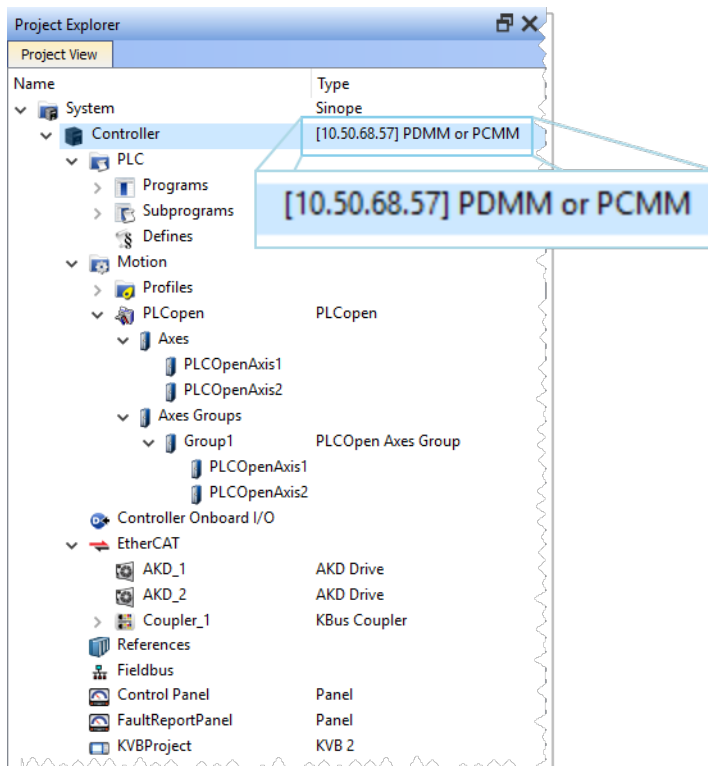 Project Explorer
Project View
Name Type
System Sinope
Controller [10.50.68.57] PDMM or PCMM
PLC
[10.50.68.57] PDMM or PCMM
Programs
Subprograms
Defines
Motion
Profiles
PLCopen PLCopen
Axes
PLCOpenAxis1
PLCOpenAxis2
Axes Groups
Group1 PLCOpen Axes Group
PLCOpenAxis1
PLCOpenAxis2
Controller Onboard I/O
EtherCAT
AKD_1 AKD Drive
AKD_2 AKD Drive
Coupler_1 KBus Coupler
References
Fieldbus
Control Panel Panel
FaultReportPanel Panel
KVBProject KVB 2